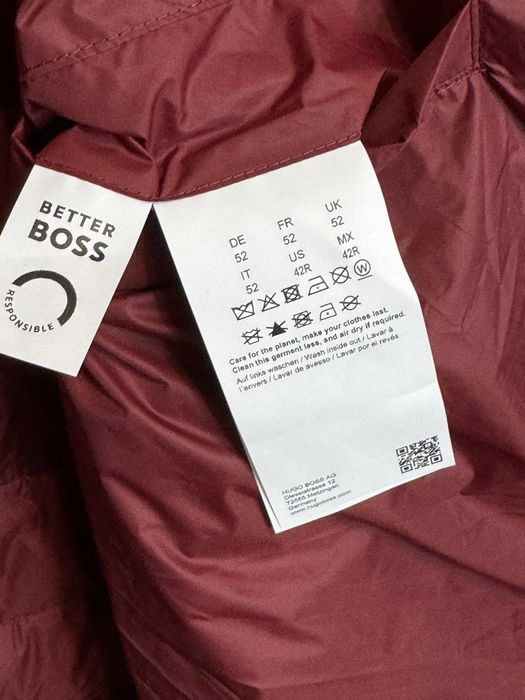 BETTER
BOSS
RESPONSIBLE
DE FR UK
52 52 52
IT US MX
52 42R 42R
W
Care for the planet, make your clothes last.
Clean this garment less, and air dry if required.
Auf links waschen / Wash inside out / Lavar à
l'envers / Lavar de avesso / Lavar por el revés
HUGO BOSS AG
Dieselstrasse 12
72555 Metzingen
Germany
www.hugoboss.com